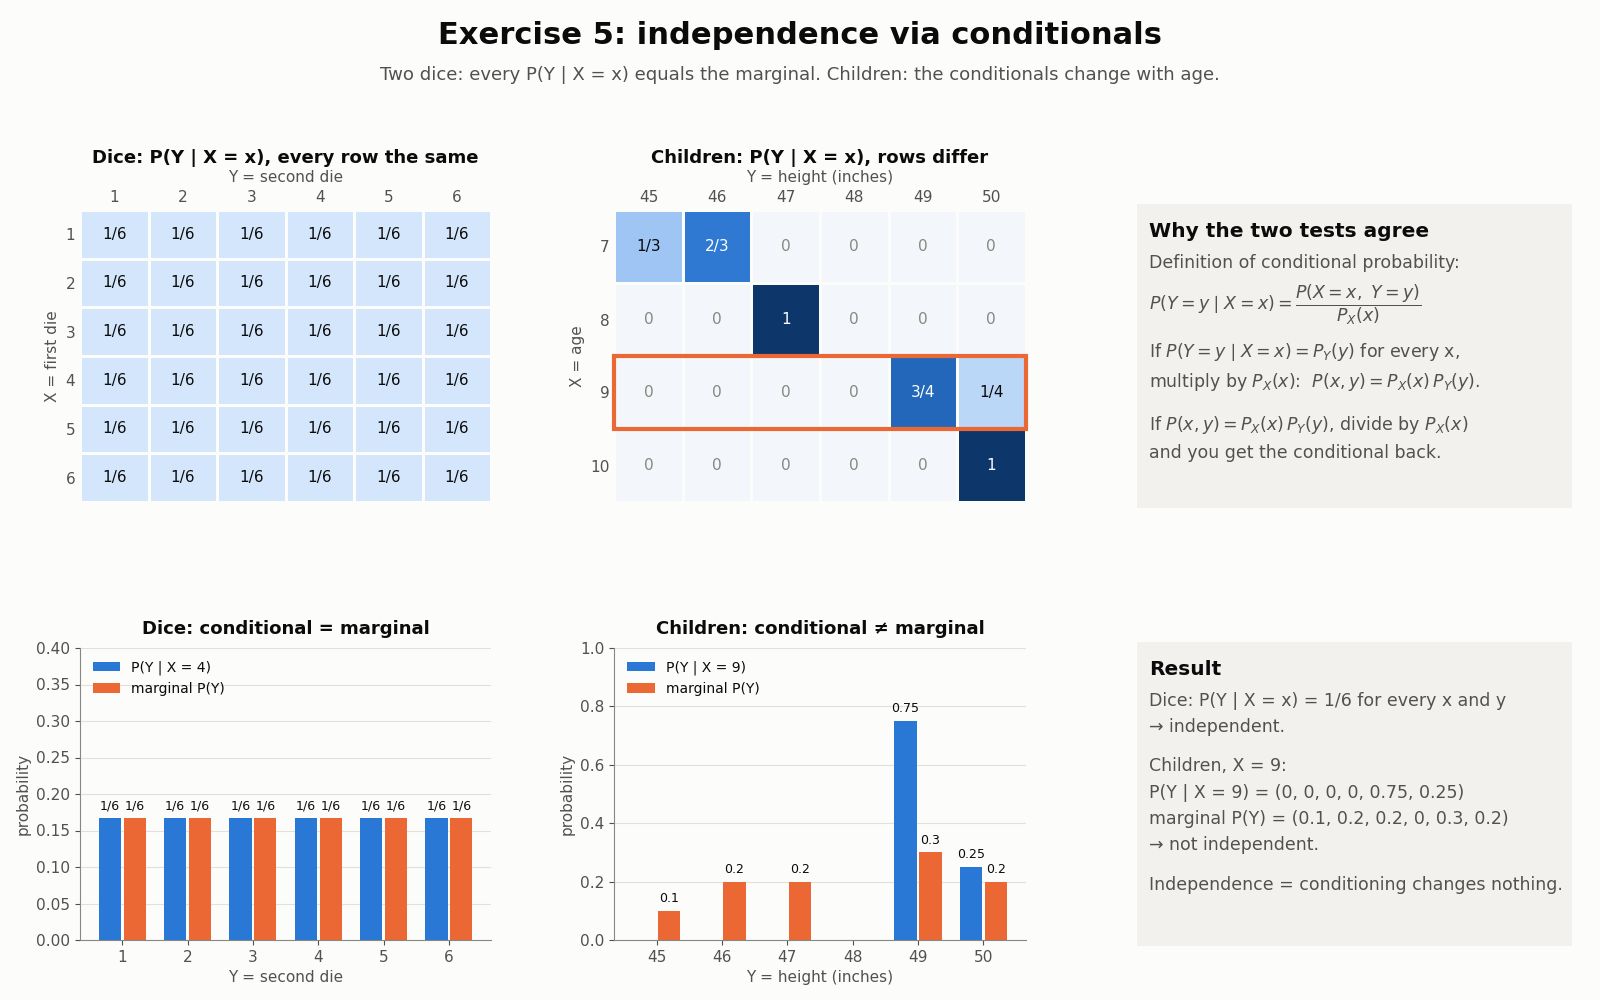 Exercise 5: independence via conditionals
Two dice: every P(Y | X = x) equals the marginal. Children: the conditionals change with age.
Dice: P(Y | X = x), every row the same
Y = second die
1 2 3 4 5 6
X = first die
1 1/6 1/6 1/6 1/6 1/6 1/6
2 1/6 1/6 1/6 1/6 1/6 1/6
3 1/6 1/6 1/6 1/6 1/6 1/6
4 1/6 1/6 1/6 1/6 1/6 1/6
5 1/6 1/6 1/6 1/6 1/6 1/6
6 1/6 1/6 1/6 1/6 1/6 1/6
Children: P(Y | X = x), rows differ
Y = height (inches)
45 46 47 48 49 50
X = age
7 1/3 2/3 0 0 0 0
8 0 0 1 0 0 0
9 0 0 0 0 3/4 1/4
10 0 0 0 0 0 1
Why the two tests agree
Definition of conditional probability:
P(Y = y | X = x) = P(X = x, Y = y) / P_X(x)
If P(Y = y | X = x) = P_Y(y) for every x,
multiply by P_X(x): P(x, y) = P_X(x) P_Y(y).
If P(x, y) = P_X(x) P_Y(y), divide by P_X(x)
and you get the conditional back.
Dice: conditional = marginal
P(Y | X = 4)
marginal P(Y)
probability
0.40
0.35
0.30
0.25
0.20
0.15
0.10
0.05
0.00
1/6 1/6 1/6 1/6 1/6 1/6 1/6 1/6 1/6 1/6 1/6 1/6
1 2 3 4 5 6
Y = second die
Children: conditional ≠ marginal
P(Y | X = 9)
marginal P(Y)
probability
1.0
0.8
0.6
0.4
0.2
0.0
0.1 0.2 0.2 0.75 0.3 0.25 0.2
45 46 47 48 49 50
Y = height (inches)
Result
Dice: P(Y | X = x) = 1/6 for every x and y
→ independent.
Children, X = 9:
P(Y | X = 9) = (0, 0, 0, 0, 0.75, 0.25)
marginal P(Y) = (0.1, 0.2, 0.2, 0, 0.3, 0.2)
→ not independent.
Independence = conditioning changes nothing.